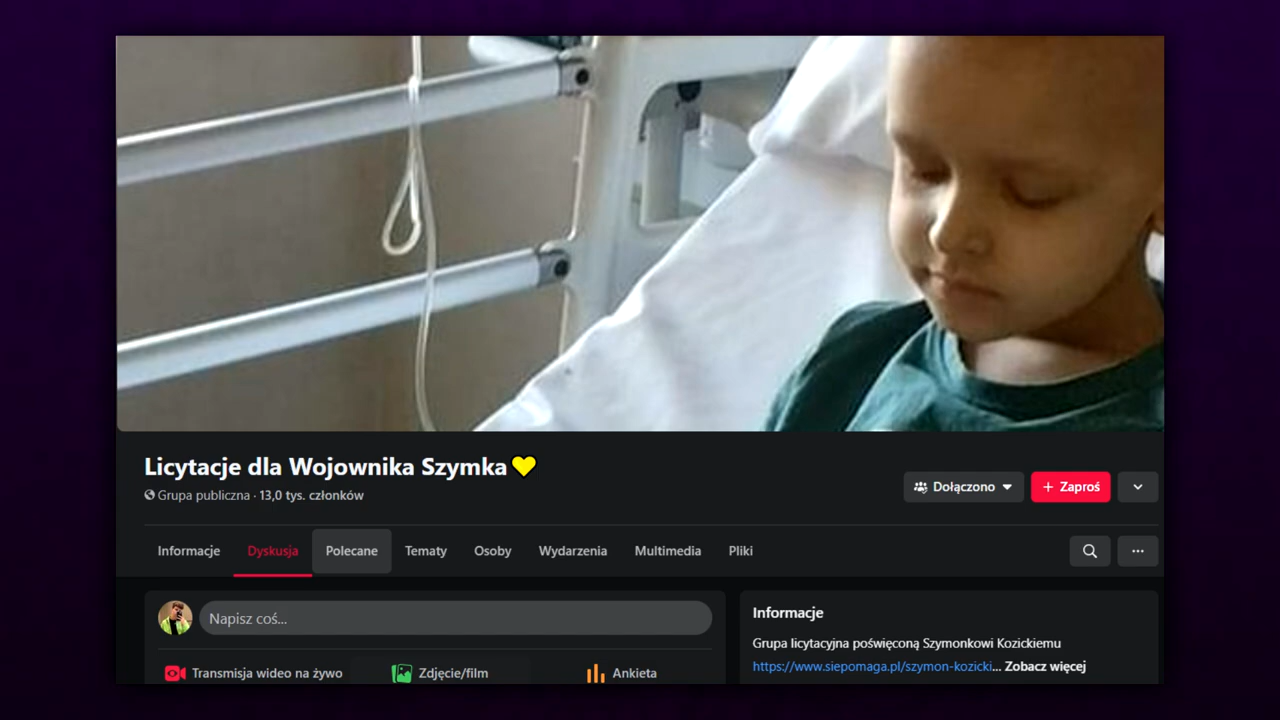 Licytacje dla Wojownika Szymka💛
Grupa publiczna · 13,0 tys. członków
Dołączono
+ Zaproś
Informacje
Dyskusja
Polecane
Tematy
Osoby
Wydarzenia
Multimedia
Pliki
Napisz coś...
Transmisja wideo na żywo
Zdjęcie/film
Ankieta
Informacje
Grupa licytacyjna poświęconą Szymonkowi Kozickiemu
https://www.siepomaga.pl/szymon-kozicki... Zobacz więcej